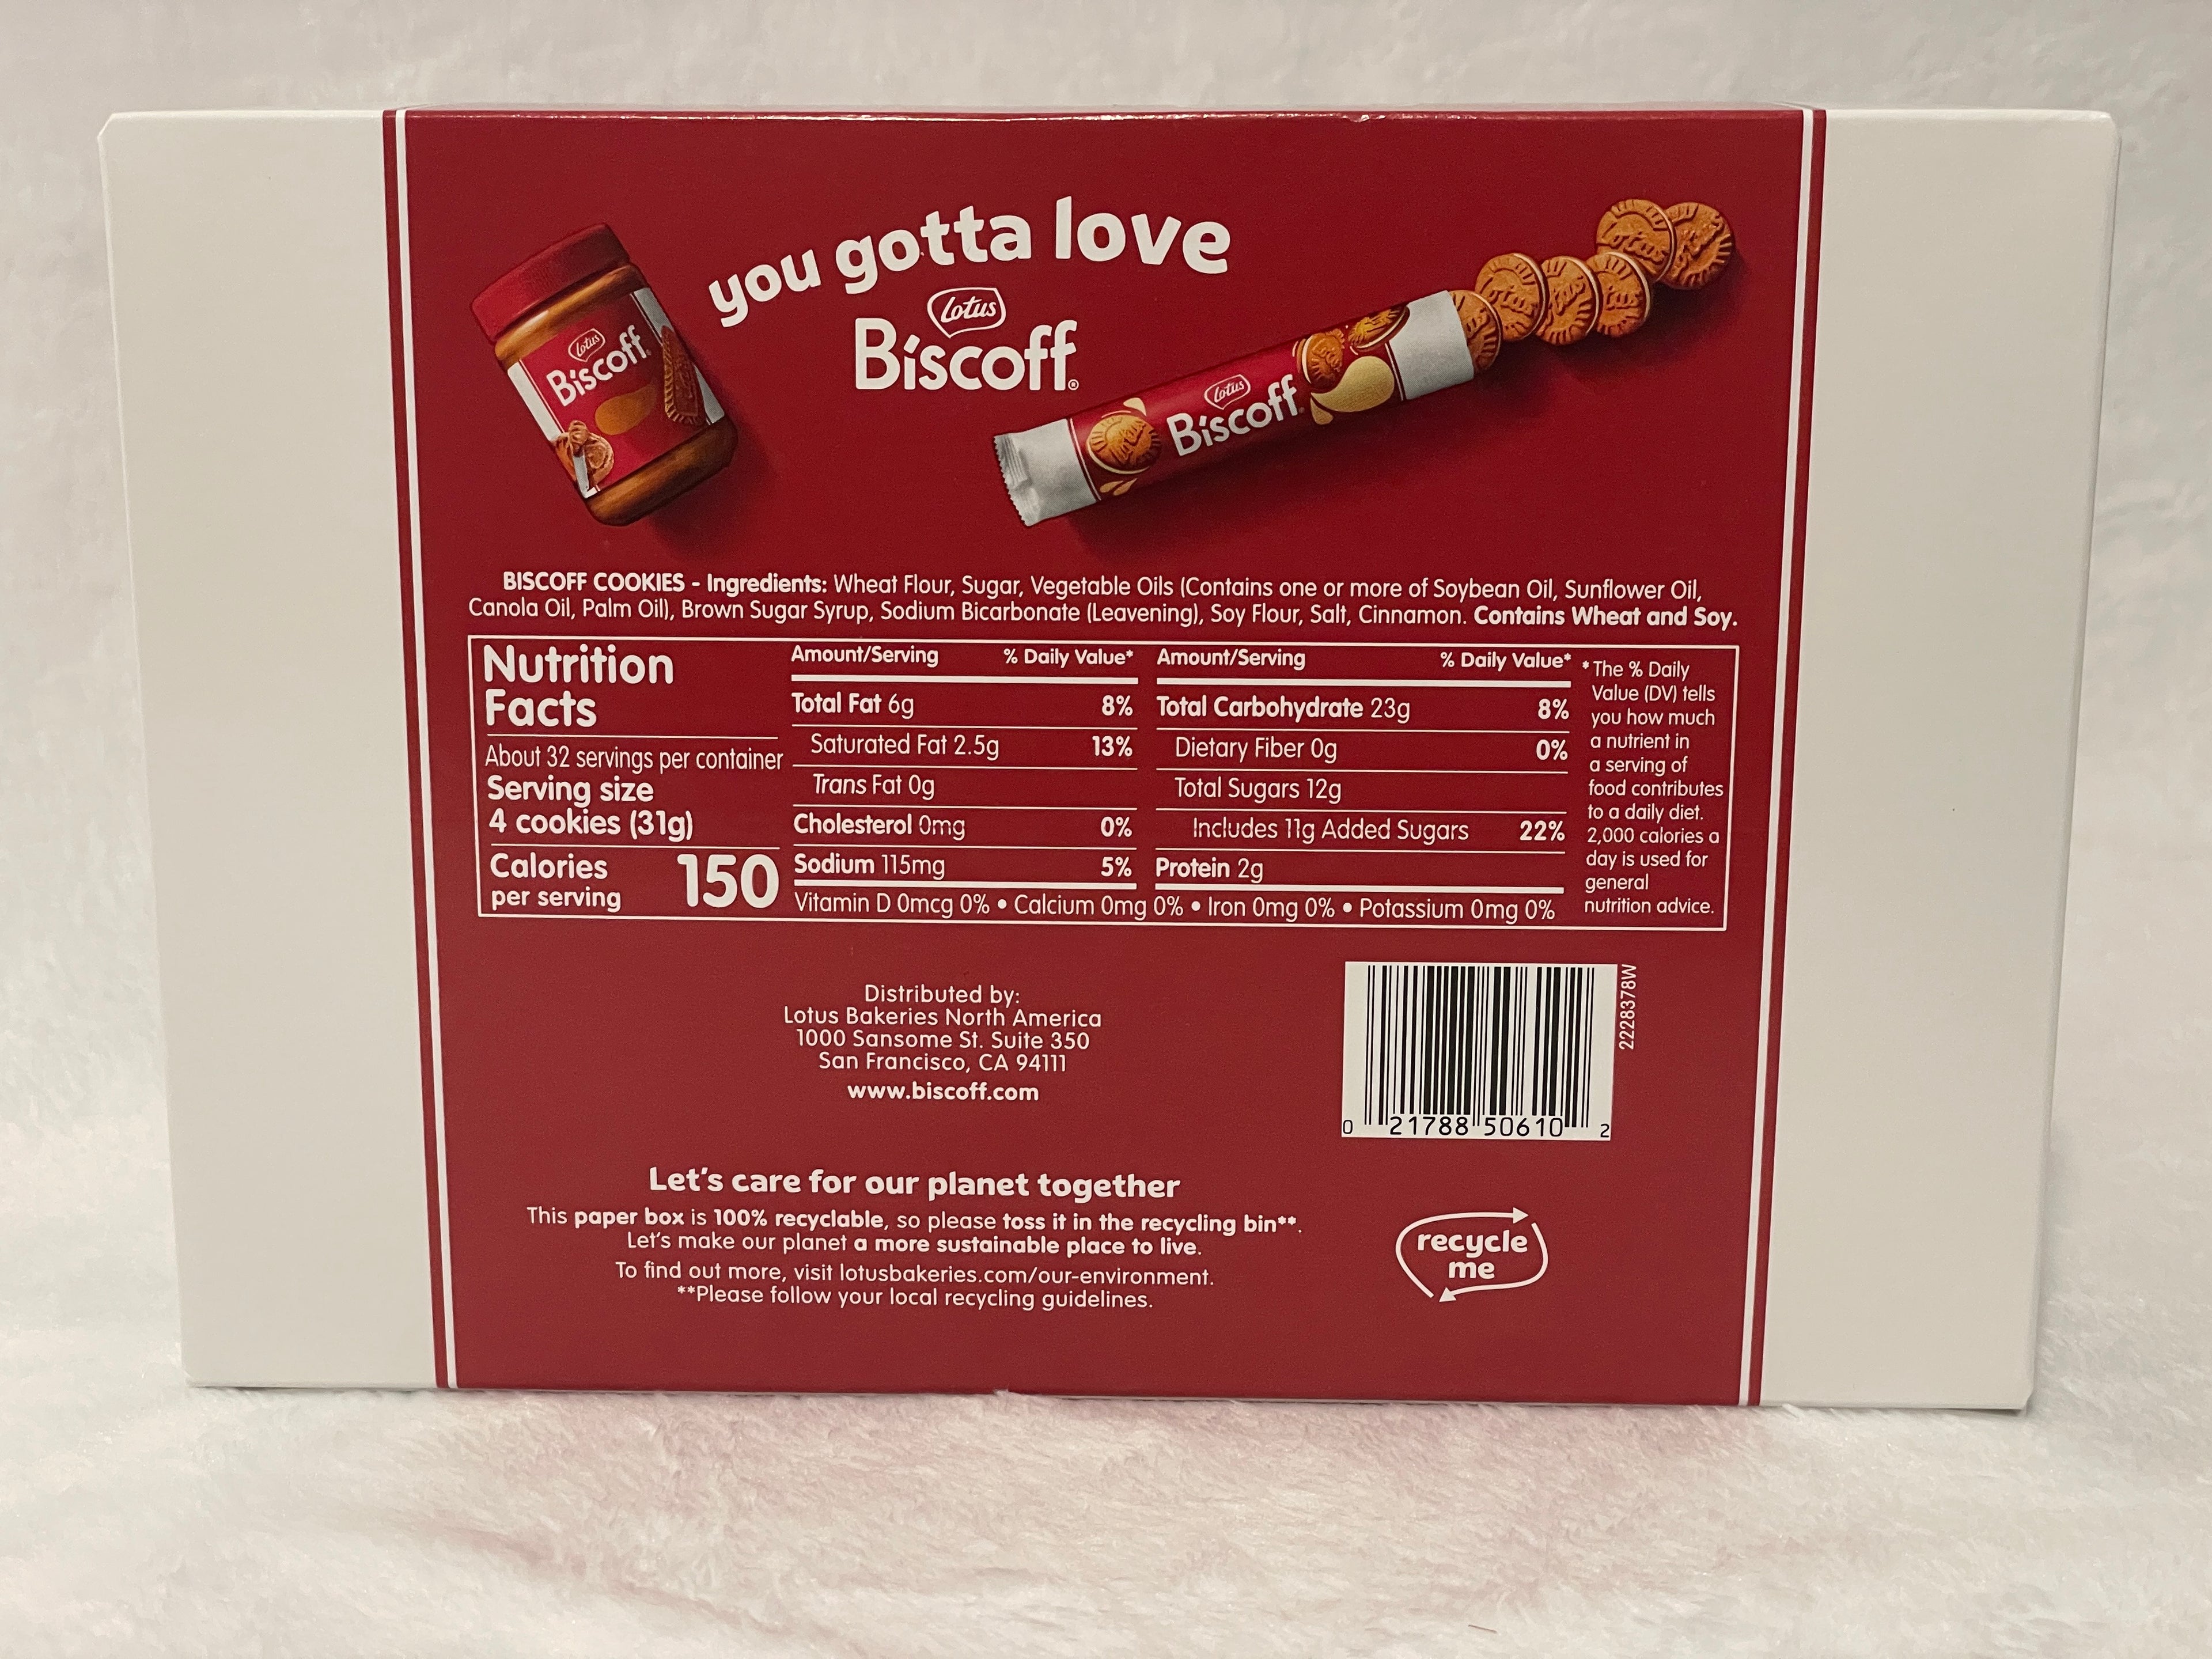 you gotta love
Lotus
Biscoff®
Lotus
Biscoff
Lotus
Biscoff
BISCOFF COOKIES - Ingredients: Wheat Flour, Sugar, Vegetable Oils (Contains one or more of Soybean Oil, Sunflower Oil,
Canola Oil, Palm Oil), Brown Sugar Syrup, Sodium Bicarbonate (Leavening), Soy Flour, Salt, Cinnamon. Contains Wheat and Soy.
Nutrition
Facts
About 32 servings per container
Serving size
4 cookies (31g)
Calories
per serving 150
Amount/Serving % Daily Value*
Total Fat 6g 8%
Saturated Fat 2.5g 13%
Trans Fat 0g
Cholesterol 0mg 0%
Sodium 115mg 5%
Amount/Serving % Daily Value*
Total Carbohydrate 23g 8%
Dietary Fiber 0g 0%
Total Sugars 12g
Includes 11g Added Sugars 22%
Protein 2g
Vitamin D 0mcg 0% • Calcium 0mg 0% • Iron 0mg 0% • Potassium 0mg 0%
*The % Daily
Value (DV) tells
you how much
a nutrient in
a serving of
food contributes
to a daily diet.
2,000 calories a
day is used for
general
nutrition advice.
Distributed by:
Lotus Bakeries North America
1000 Sansome St. Suite 350
San Francisco, CA 94111
www.biscoff.com
0 21788 50610 2
2228378W
Let's care for our planet together
This paper box is 100% recyclable, so please toss it in the recycling bin**.
Let's make our planet a more sustainable place to live.
To find out more, visit lotusbakeries.com/our-environment.
**Please follow your local recycling guidelines.
recycle
me